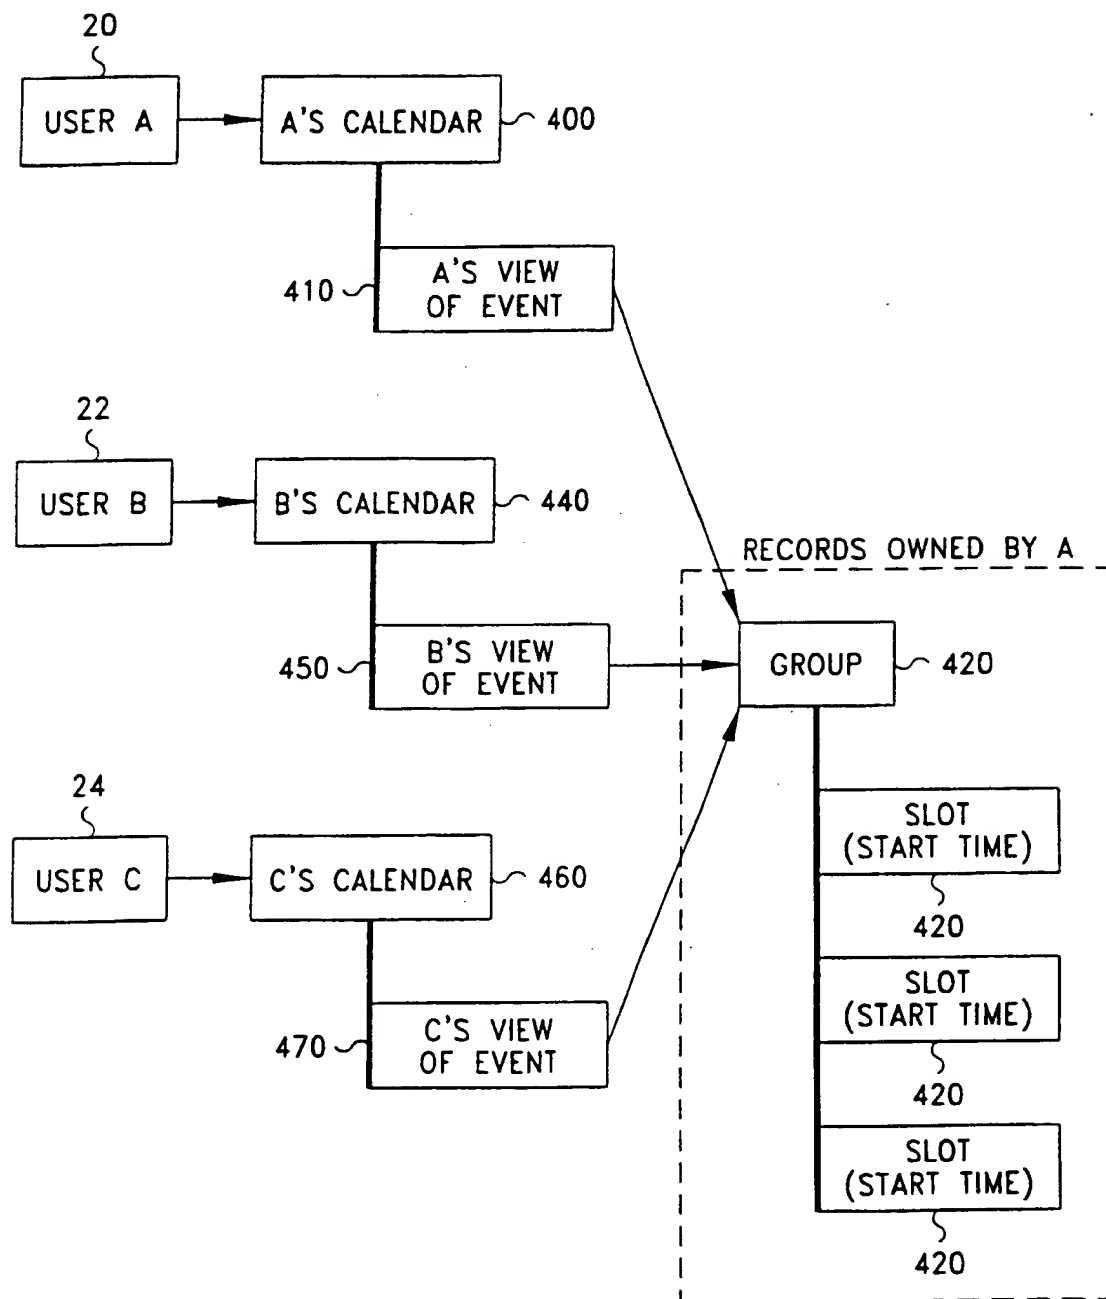 20
USER A
A'S CALENDAR
400
410
A'S VIEW
OF EVENT
22
USER B
B'S CALENDAR
440
RECORDS OWNED BY A
450
B'S VIEW
OF EVENT
GROUP
420
24
USER C
C'S CALENDAR
460
SLOT
(START TIME)
420
470
C'S VIEW
OF EVENT
SLOT
(START TIME)
420
SLOT
(START TIME)
420